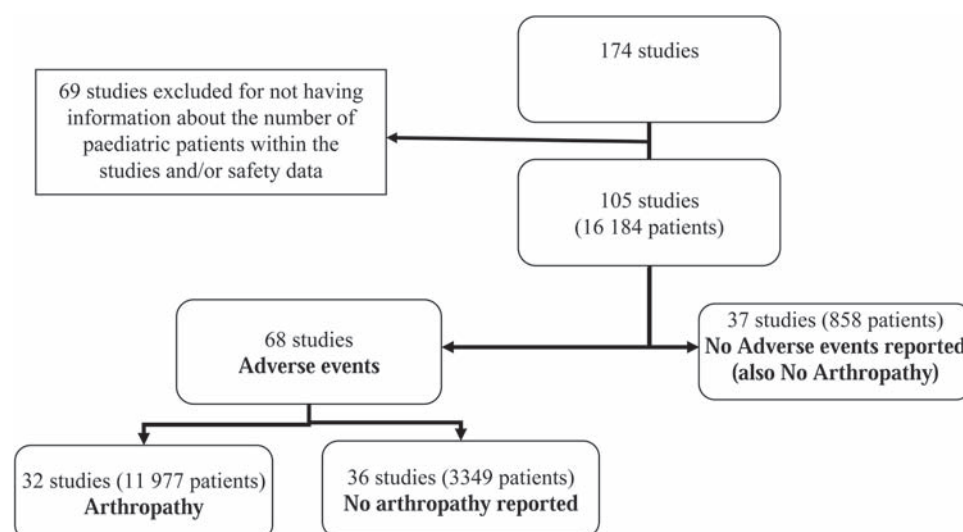 174 studies
69 studies excluded for not having
information about the number of
paediatric patients within the
studies and/or safety data
105 studies
(16 184 patients)
68 studies
Adverse events
37 studies (858 patients)
No Adverse events reported
(also No Arthropathy)
32 studies (11 977 patients)
Arthropathy
36 studies (3349 patients)
No arthropathy reported